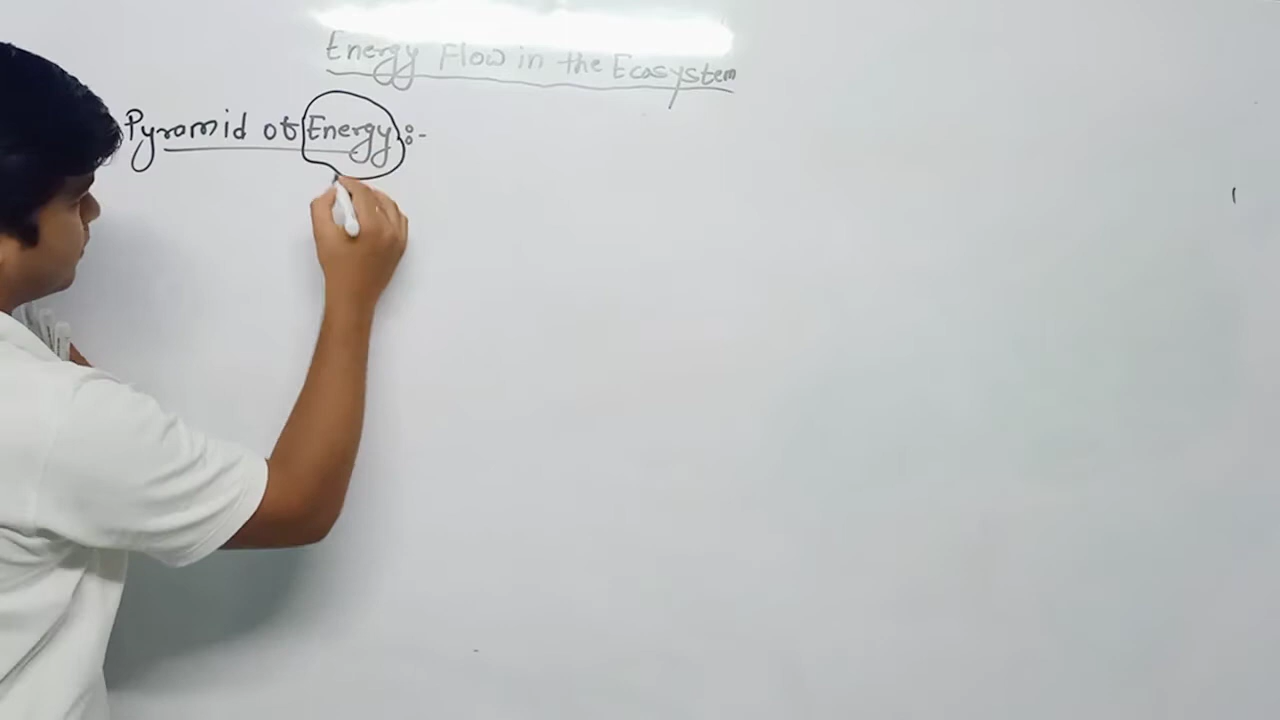 Energy Flow in the Ecosystem
Pyramid of Energy :-